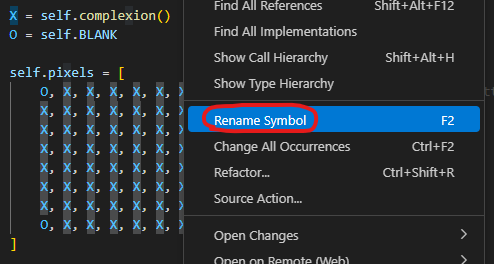 X = self.complexion()
O = self.BLANK
self.pixels = [
O, X, X, X, X, X, X
X, X, X, X, X, X, X
X, X, X, X, X, X, X
X, X, X, X, X, X, X
X, X, X, X, X, X, X
X, X, X, X, X, X, X
X, X, X, X, X, X, X
O, X, X, X, X, X, X
]
Find All References Shift+Alt+F12
Find All Implementations
Show Call Hierarchy Shift+Alt+H
Show Type Hierarchy
Rename Symbol F2
Change All Occurrences Ctrl+F2
Refactor... Ctrl+Shift+R
Source Action...
Open Changes
Open on Remote (Web)